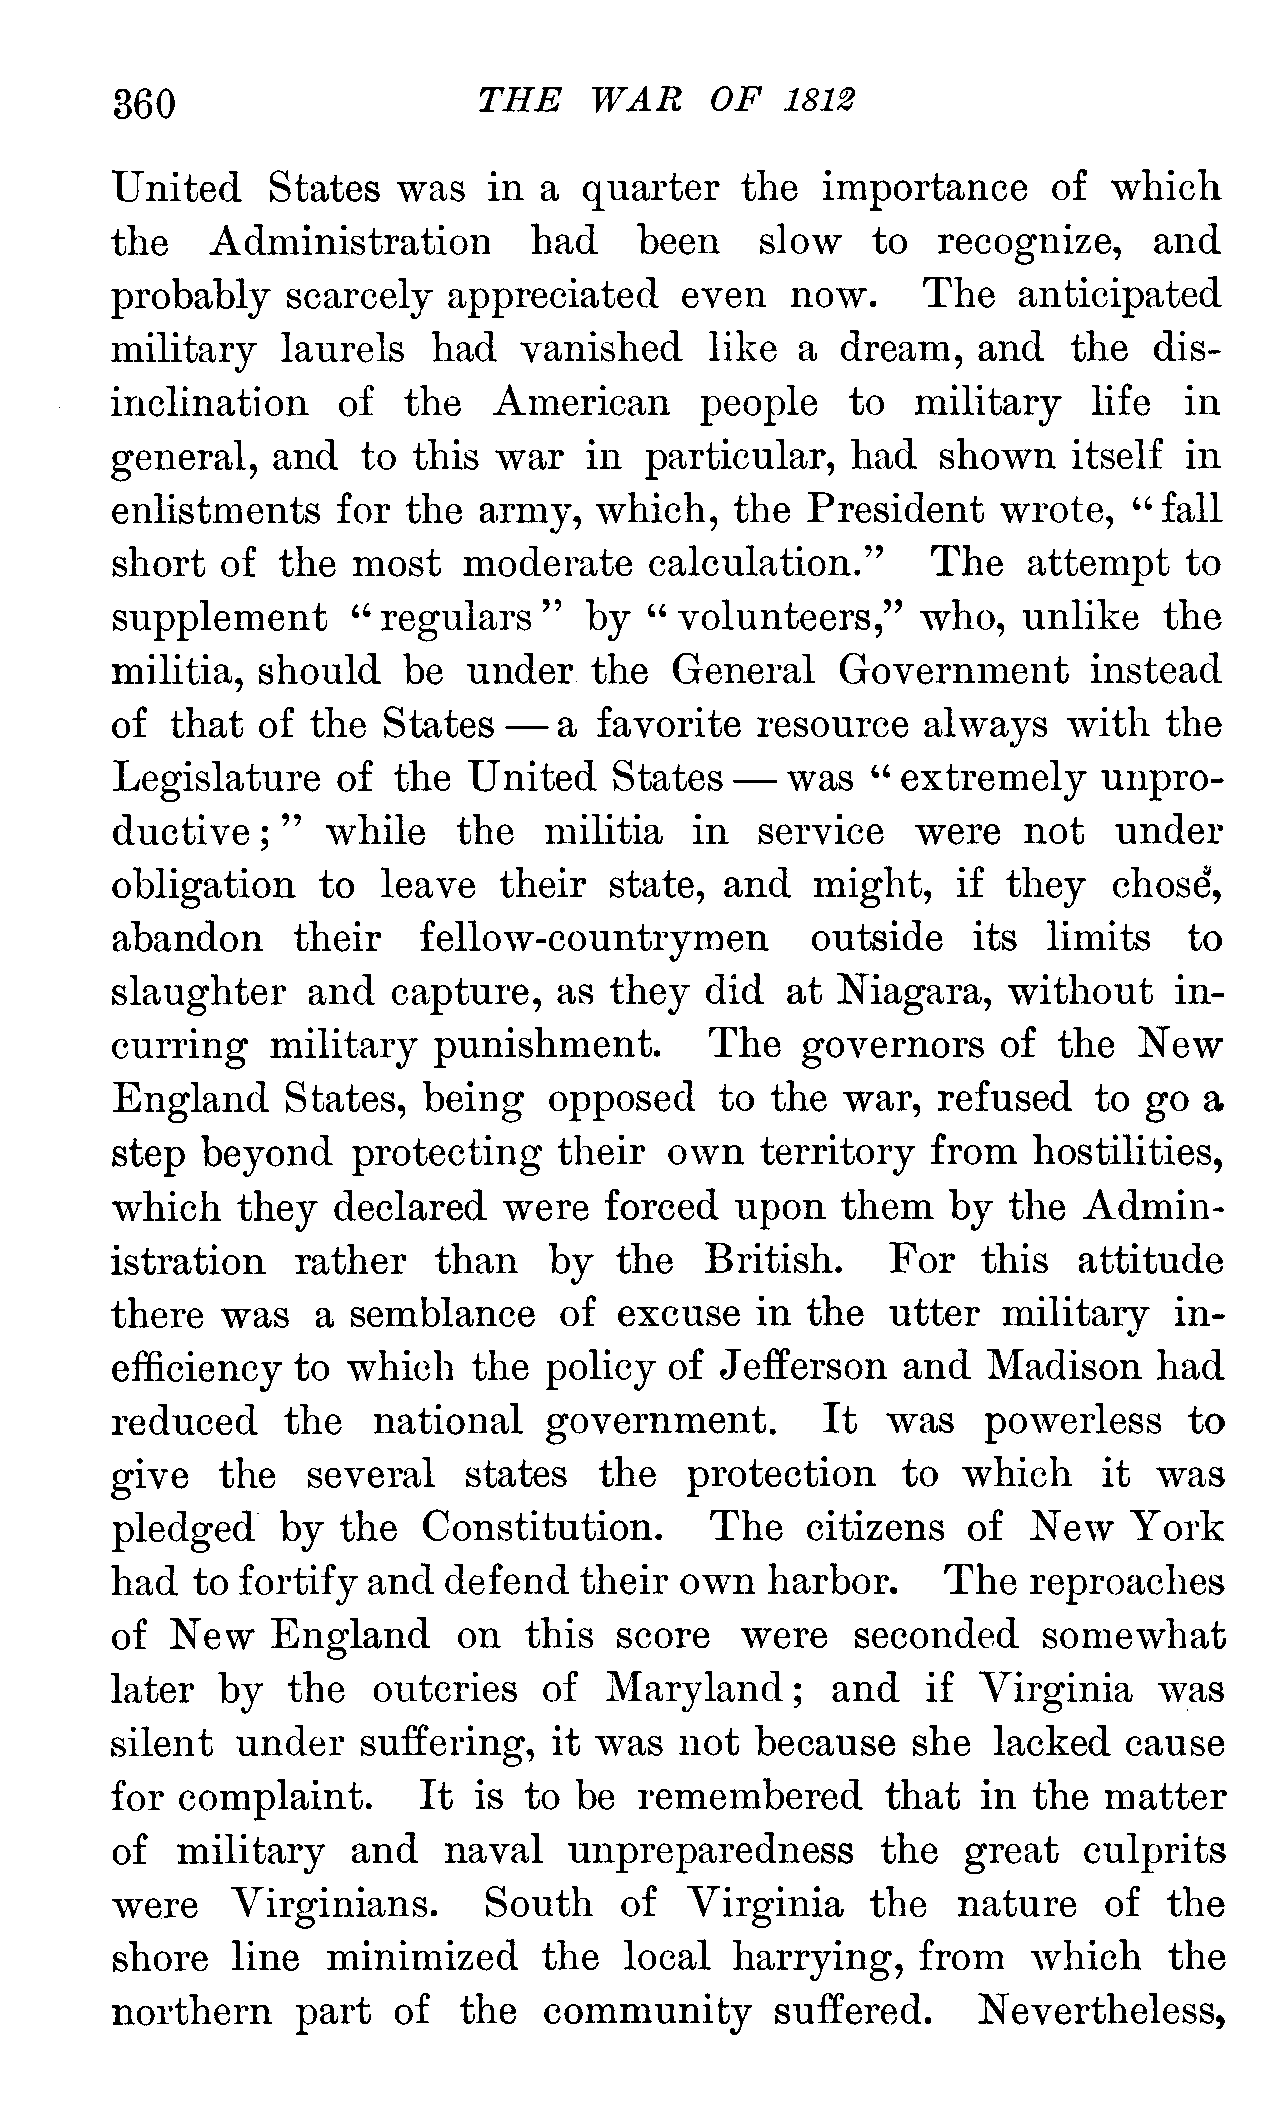 360 THE WAR OF 1812
United States was in a quarter the importance of which
the Administration had been slow to recognize, and
probably scarcely appreciated even now. The anticipated
military laurels had vanished like a dream, and the dis-
inclination of the American people to military life in
general, and to this war in particular, had shown itself in
enlistments for the army, which, the President wrote, “fall
short of the most moderate calculation.” The attempt to
supplement “regulars” by “volunteers,” who, unlike the
militia, should be under the General Government instead
of that of the States — a favorite resource always with the
Legislature of the United States — was “extremely unpro-
ductive;” while the militia in service were not under
obligation to leave their state, and might, if they chose,
abandon their fellow-countrymen outside its limits to
slaughter and capture, as they did at Niagara, without in-
curring military punishment. The governors of the New
England States, being opposed to the war, refused to go a
step beyond protecting their own territory from hostilities,
which they declared were forced upon them by the Admin-
istration rather than by the British. For this attitude
there was a semblance of excuse in the utter military in-
efficiency to which the policy of Jefferson and Madison had
reduced the national government. It was powerless to
give the several states the protection to which it was
pledged by the Constitution. The citizens of New York
had to fortify and defend their own harbor. The reproaches
of New England on this score were seconded somewhat
later by the outcries of Maryland; and if Virginia was
silent under suffering, it was not because she lacked cause
for complaint. It is to be remembered that in the matter
of military and naval unpreparedness the great culprits
were Virginians. South of Virginia the nature of the
shore line minimized the local harrying, from which the
northern part of the community suffered. Nevertheless,